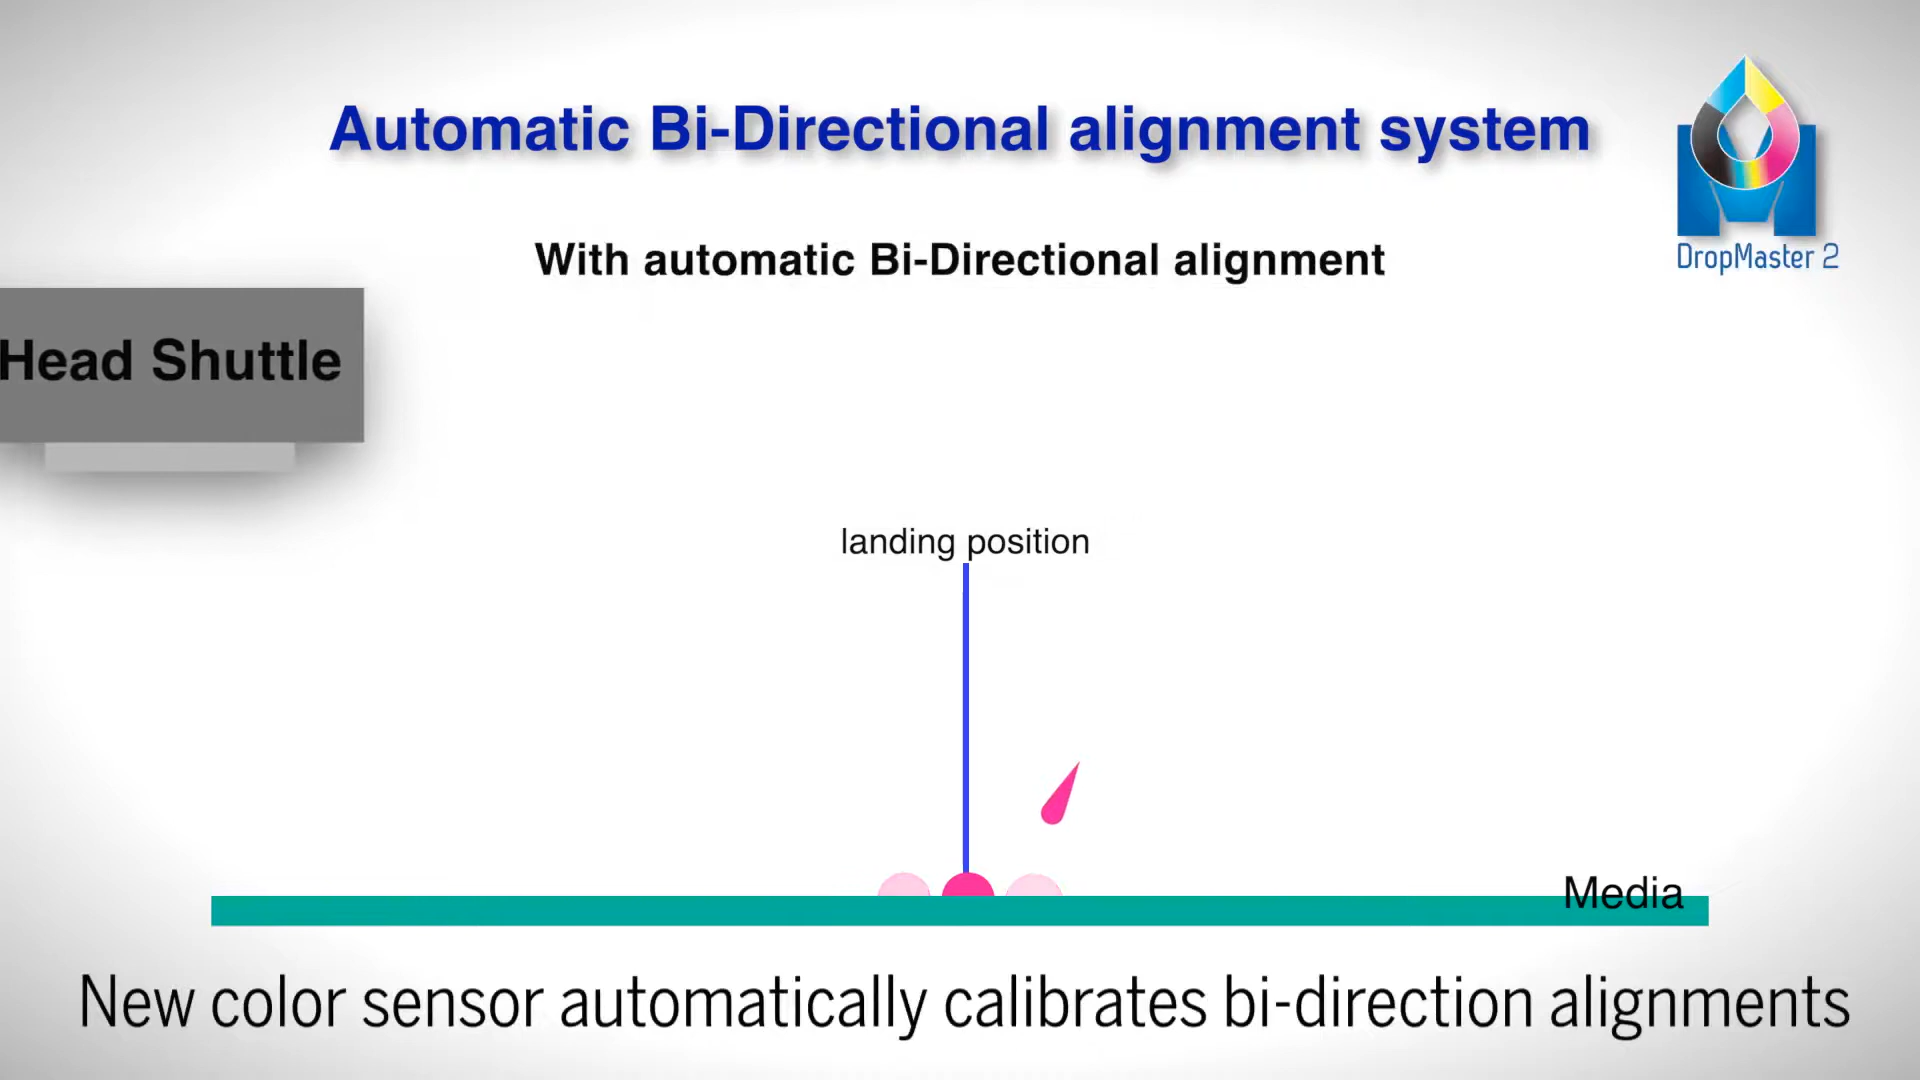 Automatic Bi-Directional alignment system
DropMaster 2
With automatic Bi-Directional alignment
Head Shuttle
landing position
Media
New color sensor automatically calibrates bi-direction alignments